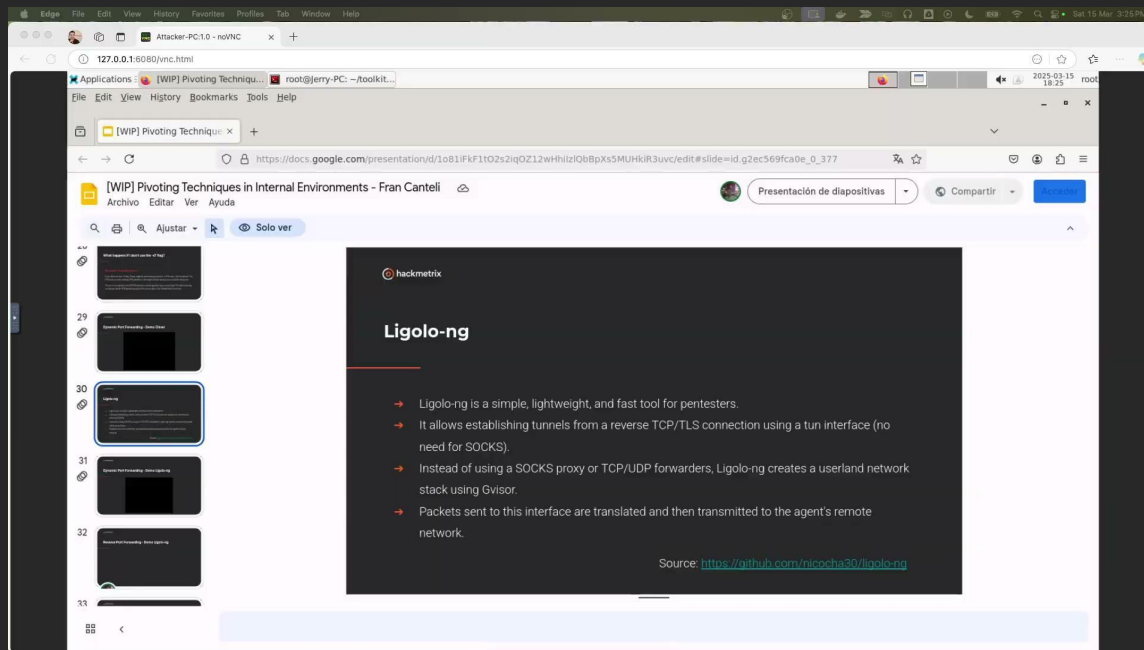 Edge File Edit View History Favorites Profiles Tab Window Help
Sat 15 Mar 3:25PM
Attacker-PC:1.0 - noVNC
127.0.0.1:6080/vnc.html
Applications
[WIP] Pivoting Techniqu...
root@Jerry-PC: ~/toolkit...
2025-03-15
18:25
root
File Edit View History Bookmarks Tools Help
[WIP] Pivoting Technique
https://docs.google.com/presentation/d/1o81iFkF1tO2s2iqOZ12wHhiIzlQbBpXs5MUHkiR3uvc/edit#slide=id.g2ec569fca0e_0_377
[WIP] Pivoting Techniques in Internal Environments - Fran Canteli
Archivo Editar Ver Ayuda
Presentación de diapositivas
Compartir
Acceder
Ajustar
Solo ver
29
Dynamic Port Forwarding - Demo Chisel
30
Ligolo-ng
31
Dynamic Port Forwarding - Demo Ligolo-ng
32
Reverse Port Forwarding - Demo Ligolo-ng
33
hackmetrix
Ligolo-ng
➔ Ligolo-ng is a simple, lightweight, and fast tool for pentesters.
➔ It allows establishing tunnels from a reverse TCP/TLS connection using a tun interface (no
need for SOCKS).
➔ Instead of using a SOCKS proxy or TCP/UDP forwarders, Ligolo-ng creates a userland network
stack using Gvisor.
➔ Packets sent to this interface are translated and then transmitted to the agent's remote
network.
Source: https://github.com/nicocha30/ligolo-ng